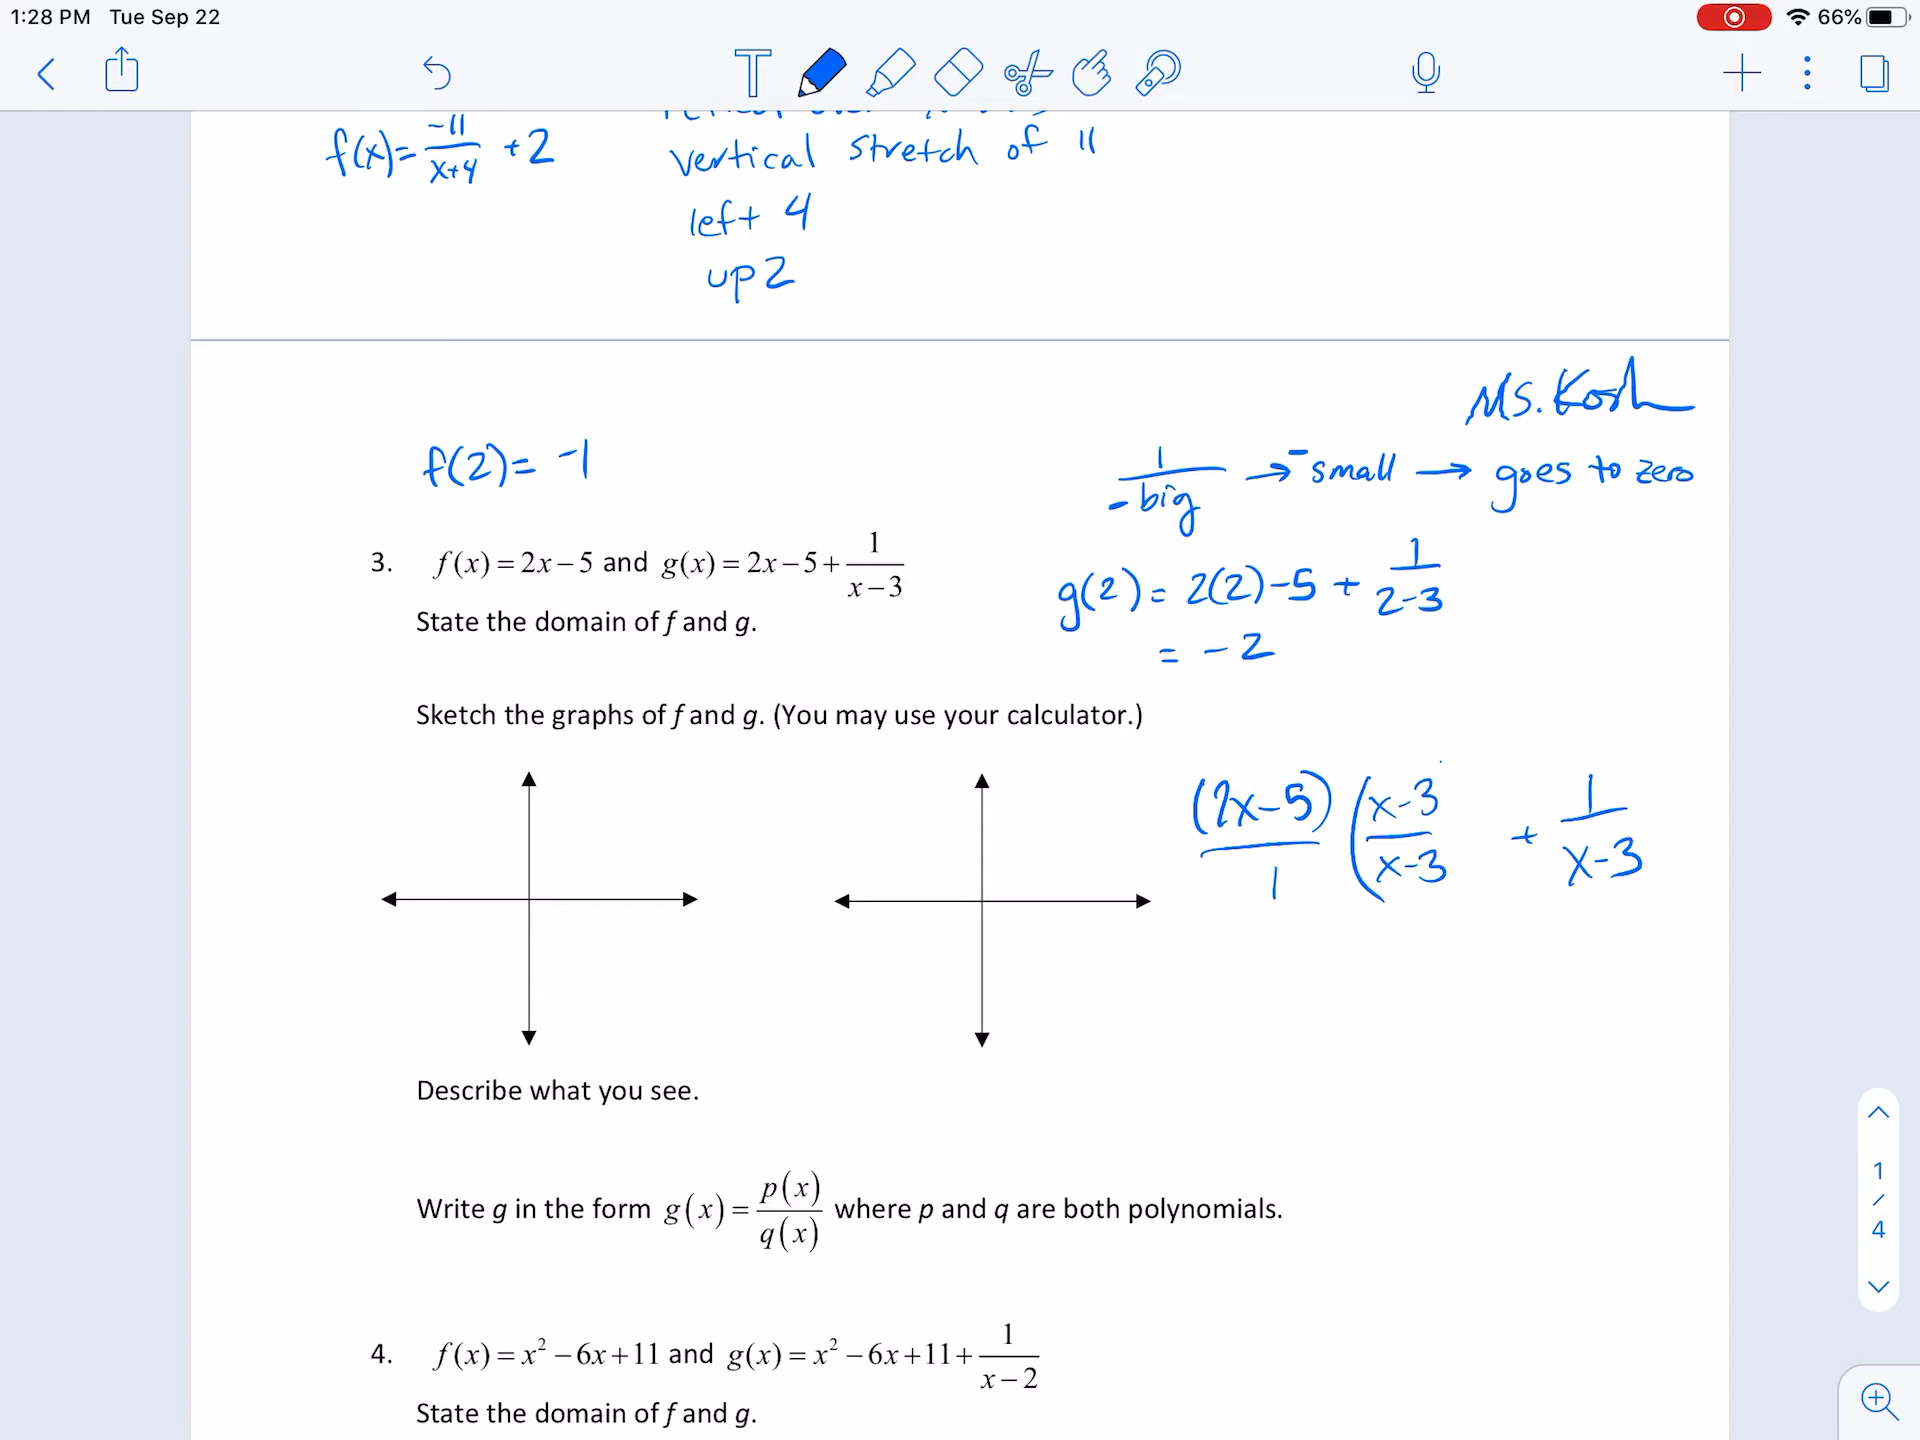 1:28 PM Tue Sep 22
66%
f(x)= -11/(x+4) +2
vertical stretch of 11
left 4
up 2
Ms. Kosh
f(2)= -1
1/-big → -small → goes to zero
3. f(x) = 2x − 5 and g(x) = 2x − 5 + 1/(x − 3)
g(2) = 2(2)-5 + 1/(2-3)
= -2
State the domain of f and g.
Sketch the graphs of f and g. (You may use your calculator.)
(2x-5)/1 (x-3/x-3 + 1/(x-3)
Describe what you see.
Write g in the form g(x) = p(x)/q(x) where p and q are both polynomials.
4. f(x) = x² − 6x + 11 and g(x) = x² − 6x + 11 + 1/(x − 2)
State the domain of f and g.
1
/
4